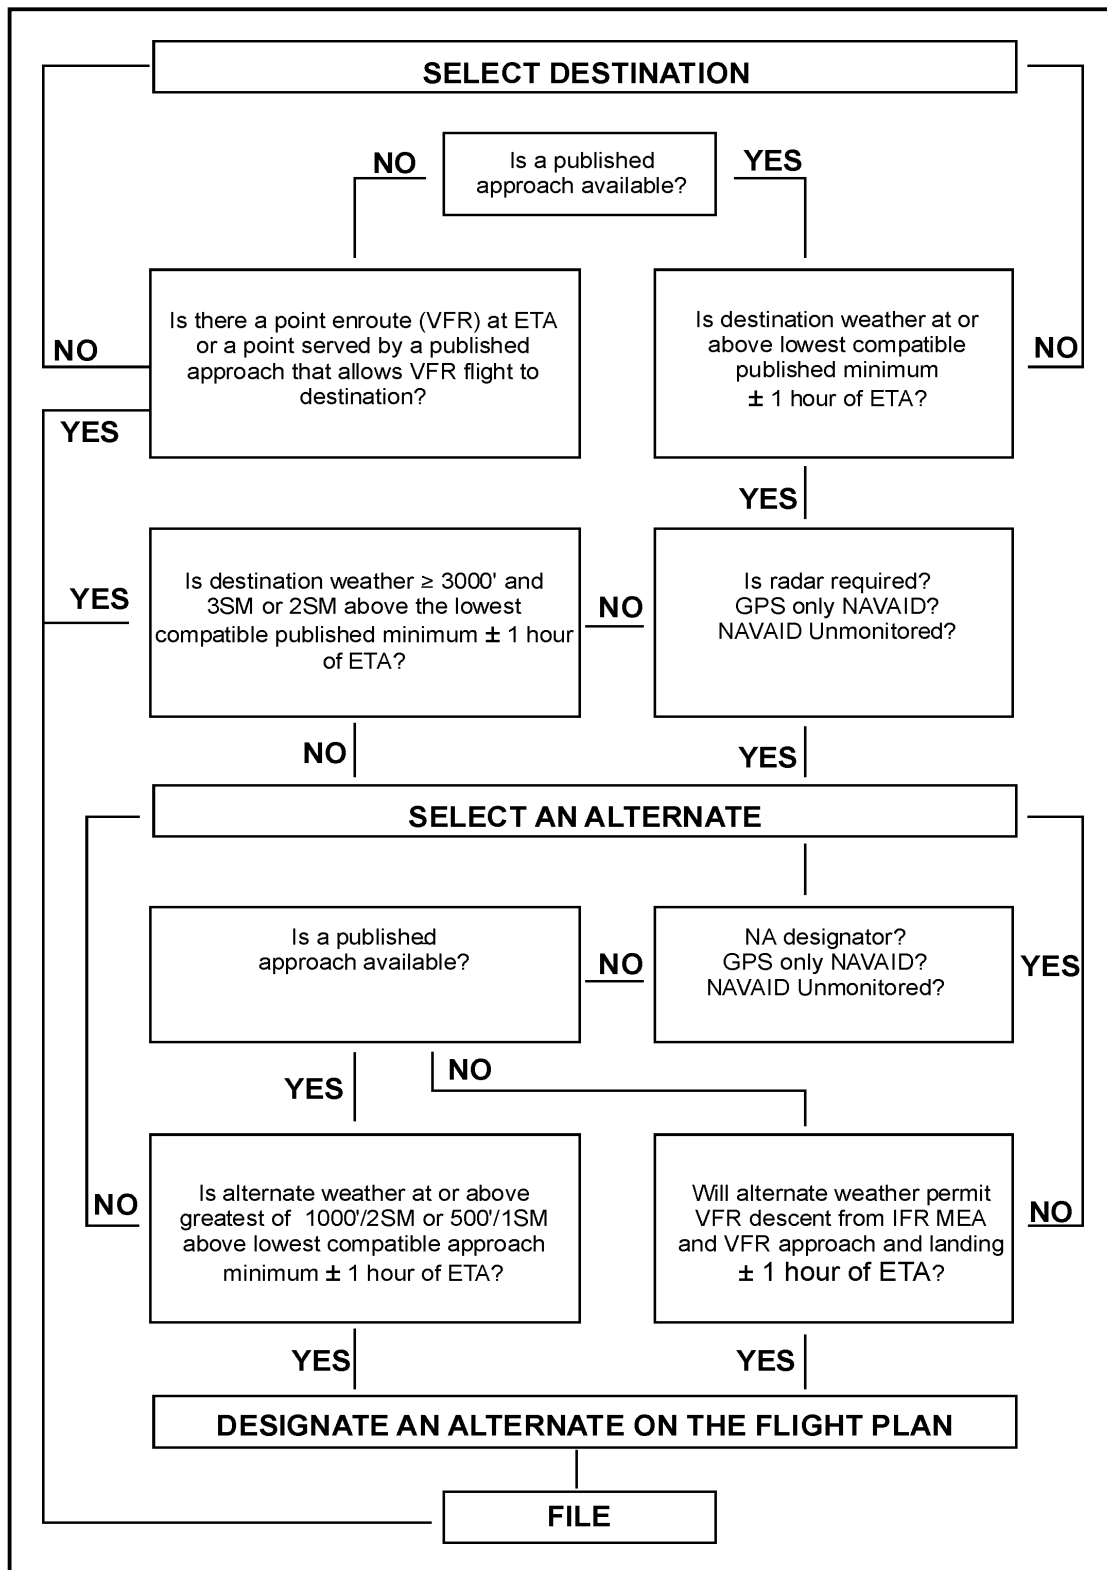 SELECT DESTINATION
NO
Is a published
approach available?
YES
Is there a point enroute (VFR) at ETA
or a point served by a published
approach that allows VFR flight to
destination?
NO
YES
Is destination weather at or
above lowest compatible
published minimum
± 1 hour of ETA?
NO
YES
Is destination weather ≥ 3000' and
3SM or 2SM above the lowest
compatible published minimum ± 1 hour
of ETA?
YES
NO
Is radar required?
GPS only NAVAID?
NAVAID Unmonitored?
NO
YES
SELECT AN ALTERNATE
Is a published
approach available?
NO
NA designator?
GPS only NAVAID?
NAVAID Unmonitored?
YES
YES
NO
Is alternate weather at or above
greatest of 1000'/2SM or 500'/1SM
above lowest compatible approach
minimum ± 1 hour of ETA?
NO
Will alternate weather permit
VFR descent from IFR MEA
and VFR approach and landing
± 1 hour of ETA?
NO
YES
YES
DESIGNATE AN ALTERNATE ON THE FLIGHT PLAN
FILE